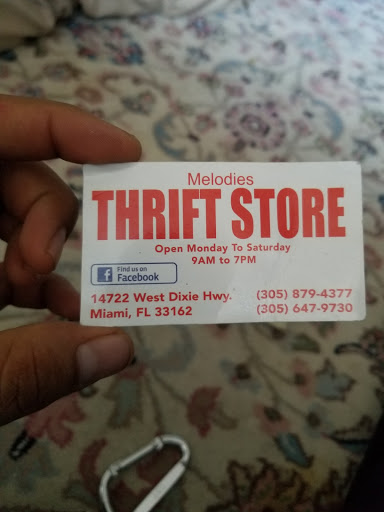 Melodies
THRIFT STORE
Open Monday To Saturday
9AM to 7PM
f Find us on
Facebook
14722 West Dixie Hwy. (305) 879-4377
Miami, FL 33162 (305) 647-9730